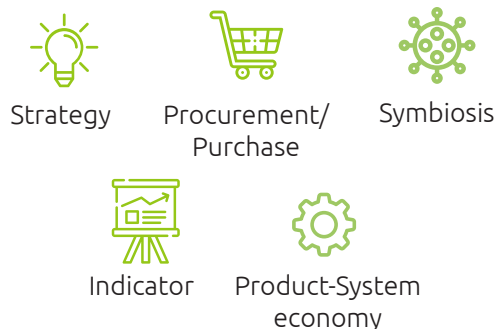 Strategy
Procurement/
Purchase
Symbiosis
Indicator
Product-System
economy